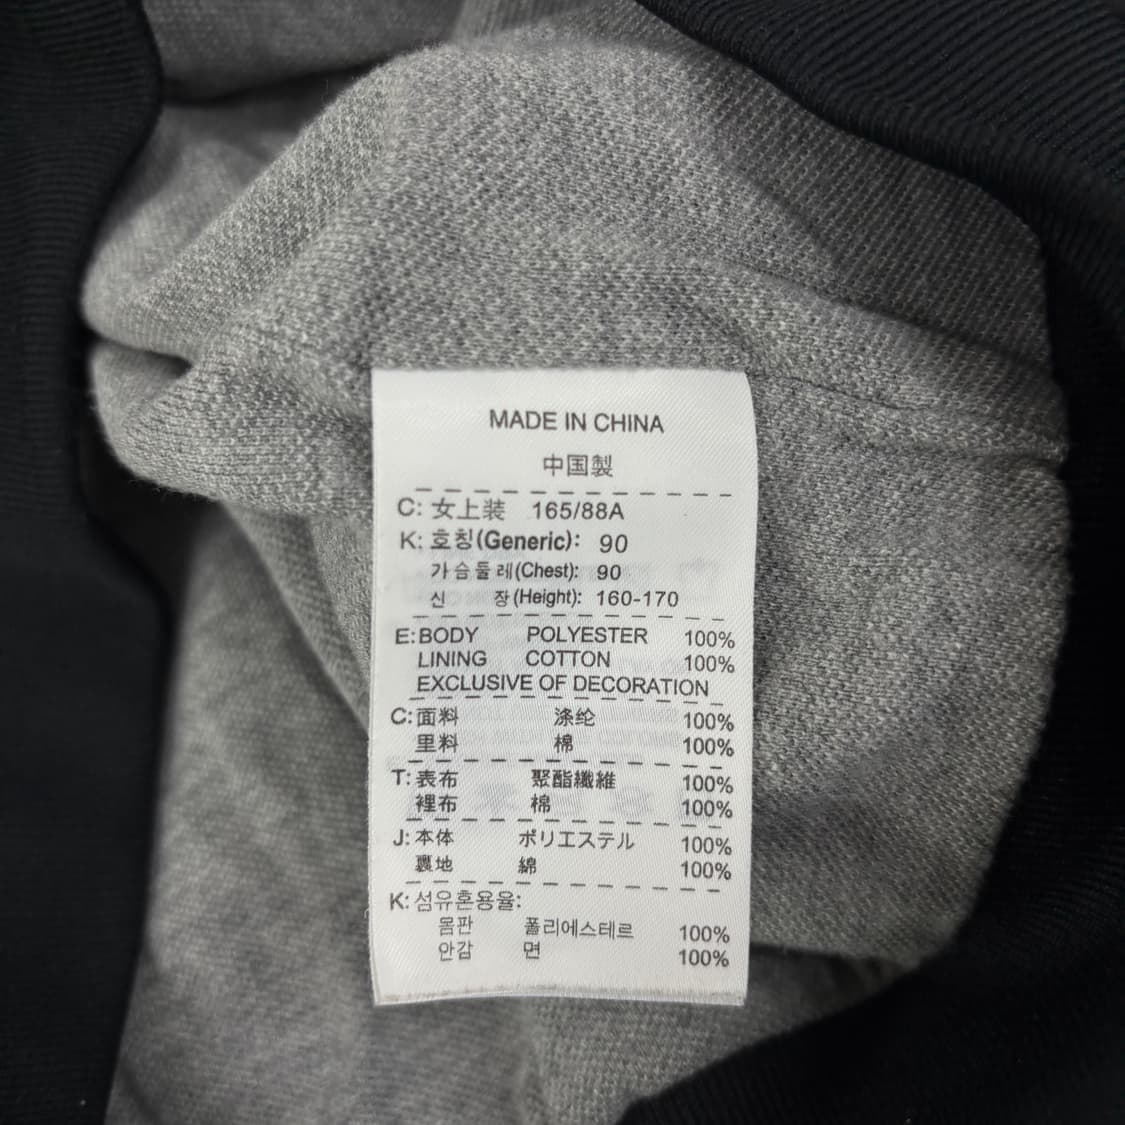 MADE IN CHINA
中国製
C: 女上装 165/88A
K: 호칭(Generic): 90
가슴둘레(Chest): 90
신 장(Height): 160-170
E: BODY POLYESTER 100%
LINING COTTON 100%
EXCLUSIVE OF DECORATION
C: 面料 涤纶 100%
里料 棉 100%
T: 表布 聚酯纖維 100%
裡布 棉 100%
J: 本体 ポリエステル 100%
裏地 綿 100%
K: 섬유혼용율:
몸판 폴리에스테르 100%
안감 면 100%